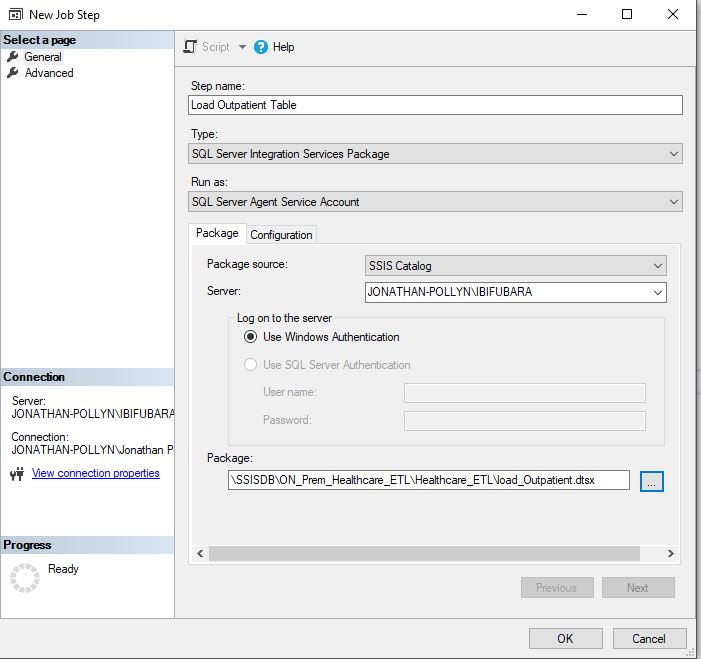 New Job Step
Select a page
General
Advanced
Script
Help
Step name:
Load Outpatient Table
Type:
SQL Server Integration Services Package
Run as:
SQL Server Agent Service Account
Package
Configuration
Package source:
SSIS Catalog
Server:
JONATHAN-POLLYN\IBIFUBARA
Log on to the server
Use Windows Authentication
Use SQL Server Authentication
User name:
Password:
Package:
\SSISDB\ON_Prem_Healthcare_ETL\Healthcare_ETL\load_Outpatient.dtsx
...
Connection
Server:
JONATHAN-POLLYN\IBIFUBARA
Connection:
JONATHAN-POLLYN\Jonathan P
View connection properties
Progress
Ready
Previous
Next
OK
Cancel